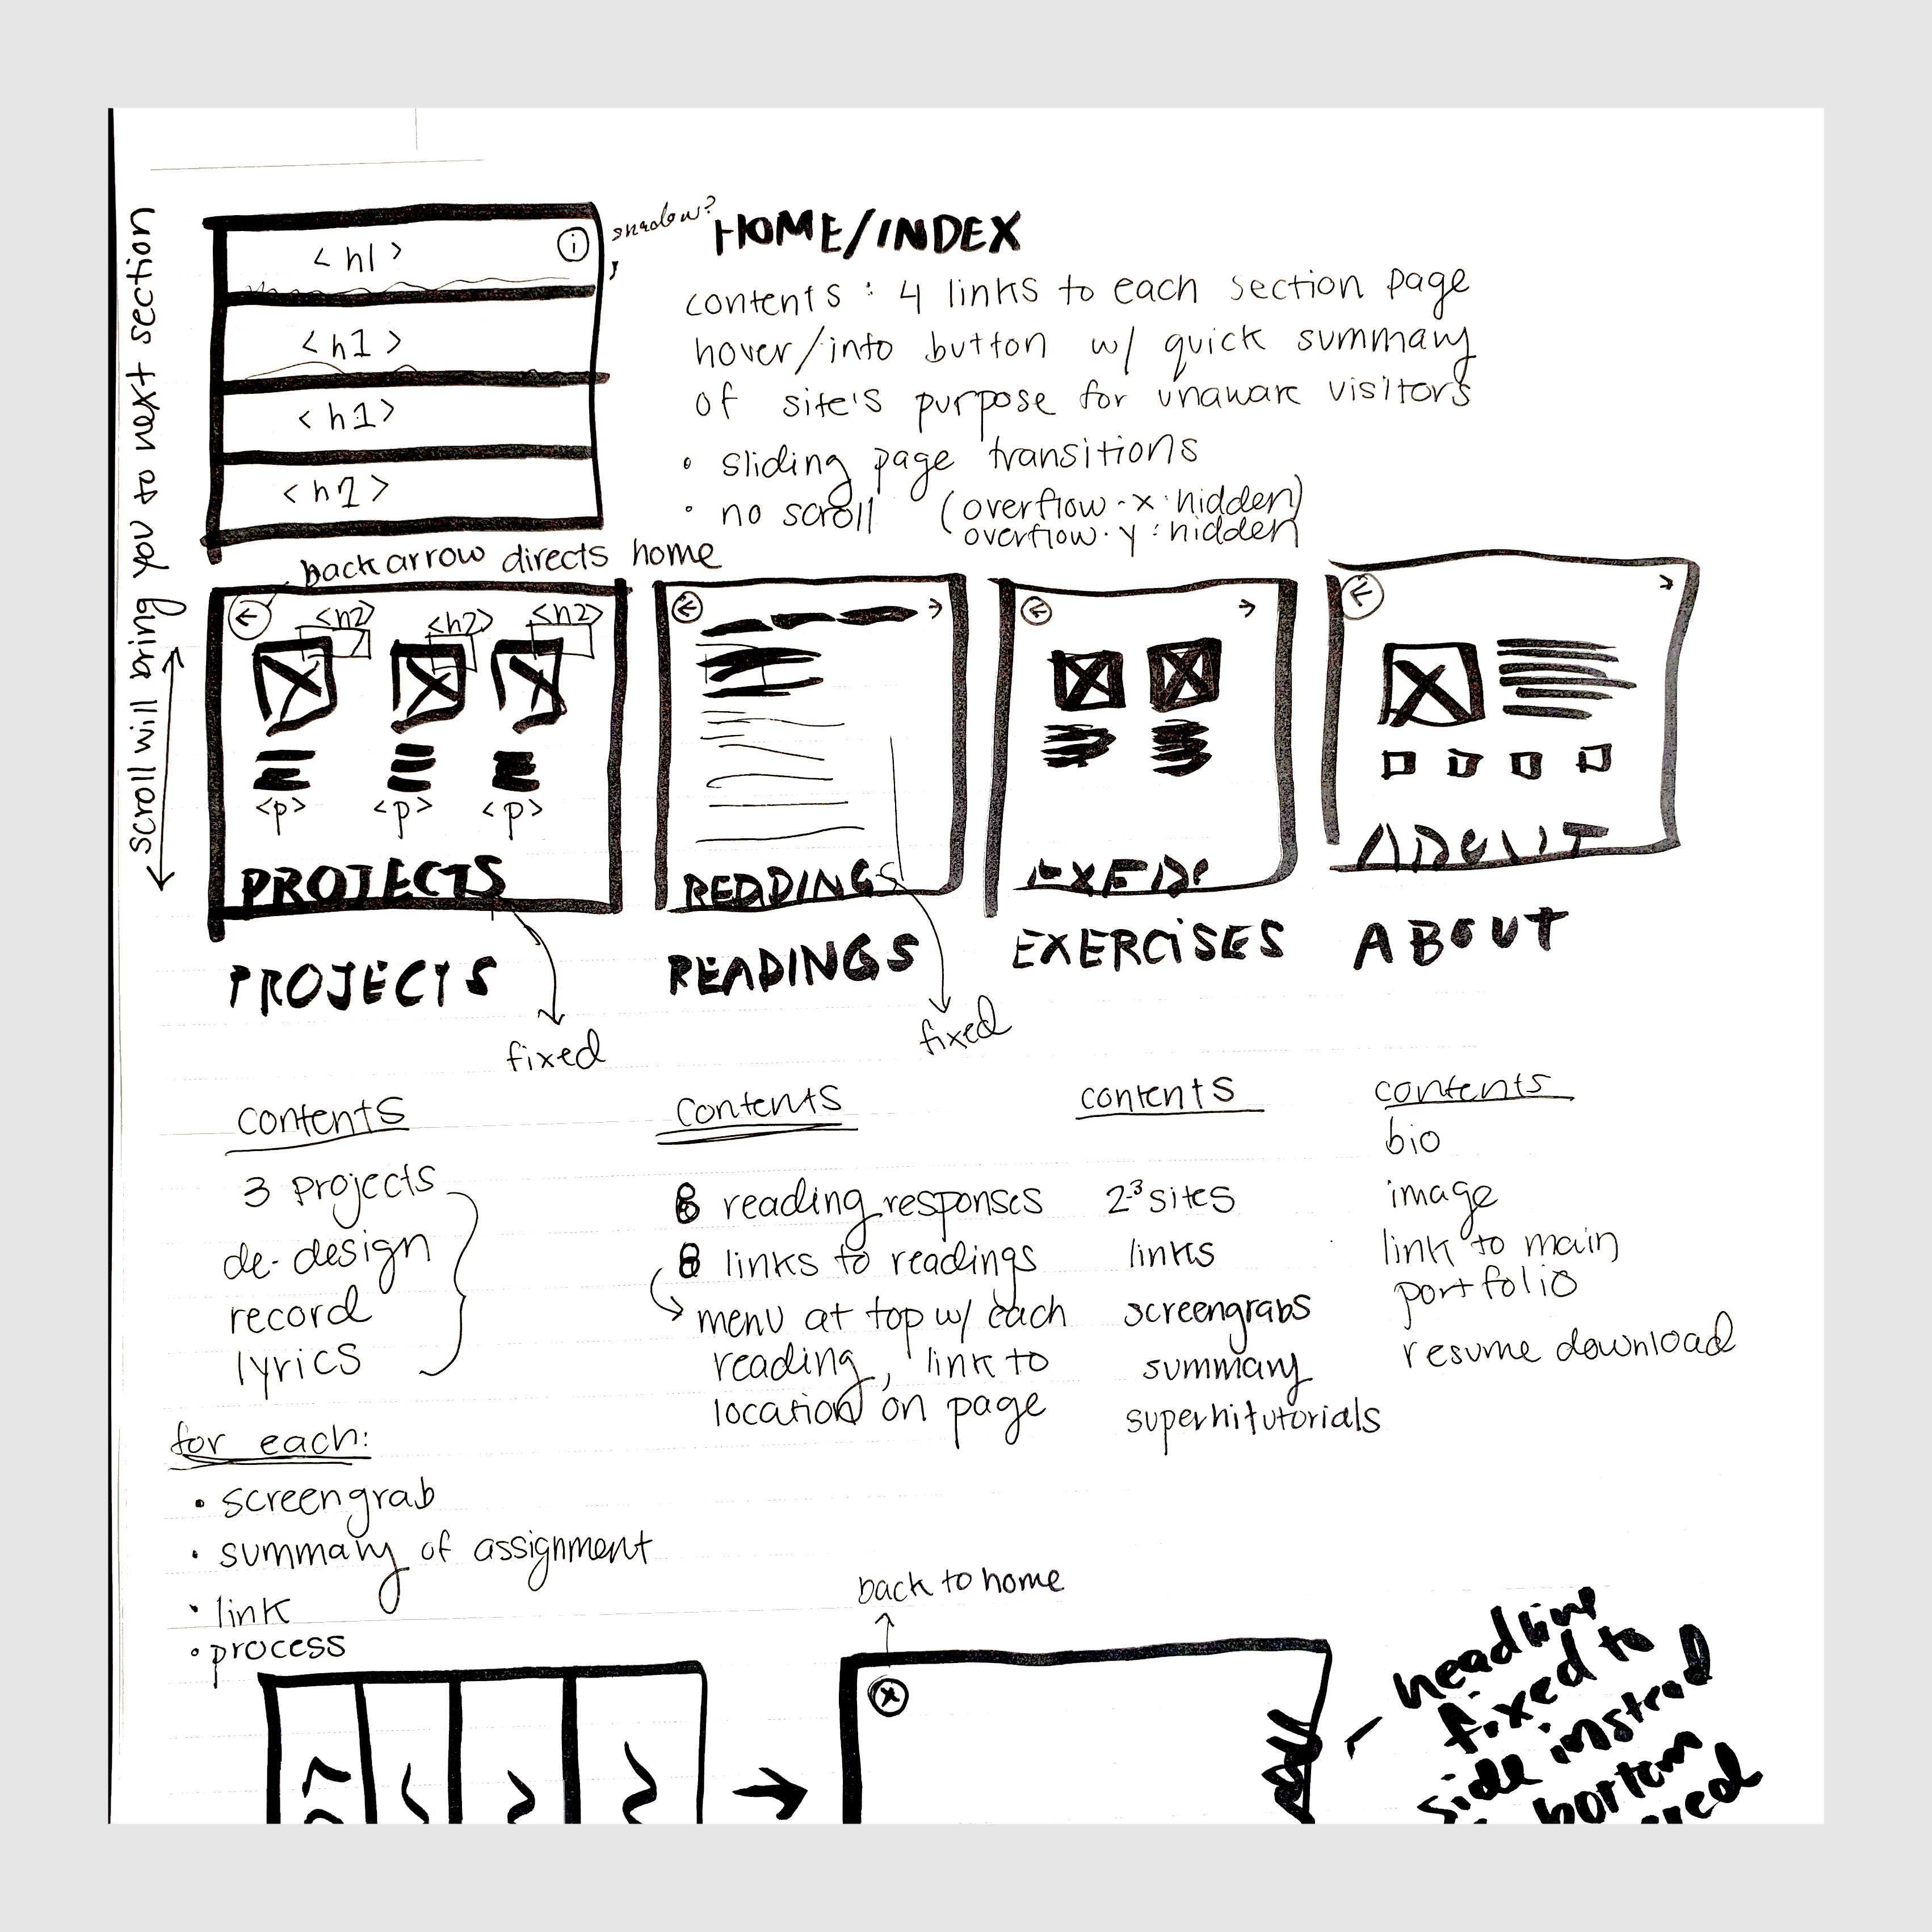 scroll will bring you to next section
<h1>
i
<h1>
<h1>
<h1>
shadow?
HOME/INDEX
contents : 4 links to each section page
hover/into button w/ quick summary
of site's purpose for unaware visitors
• sliding page transitions
• no scroll (overflow-x:hidden)
overflow-y:hidden
back arrow directs home
<h2> <h2> <h2>
<p> <p> <p>
PROJECTS
READINGS
ABOUT
PROJECTS
READINGS
EXERCISES
ABOUT
fixed
fixed
contents
3 projects
de-design
record
lyrics
for each:
• screengrab
• summary of assignment
• link
• process
contents
8 reading responses
8 links to readings
menu at top w/ each
reading, link to
location on page
contents
2-3 sites
links
screengrabs
summary
superhi tutorials
contents
bio
image
link to main
portfolio
resume download
back to home
x
headline
fixed to
side instead
bottom